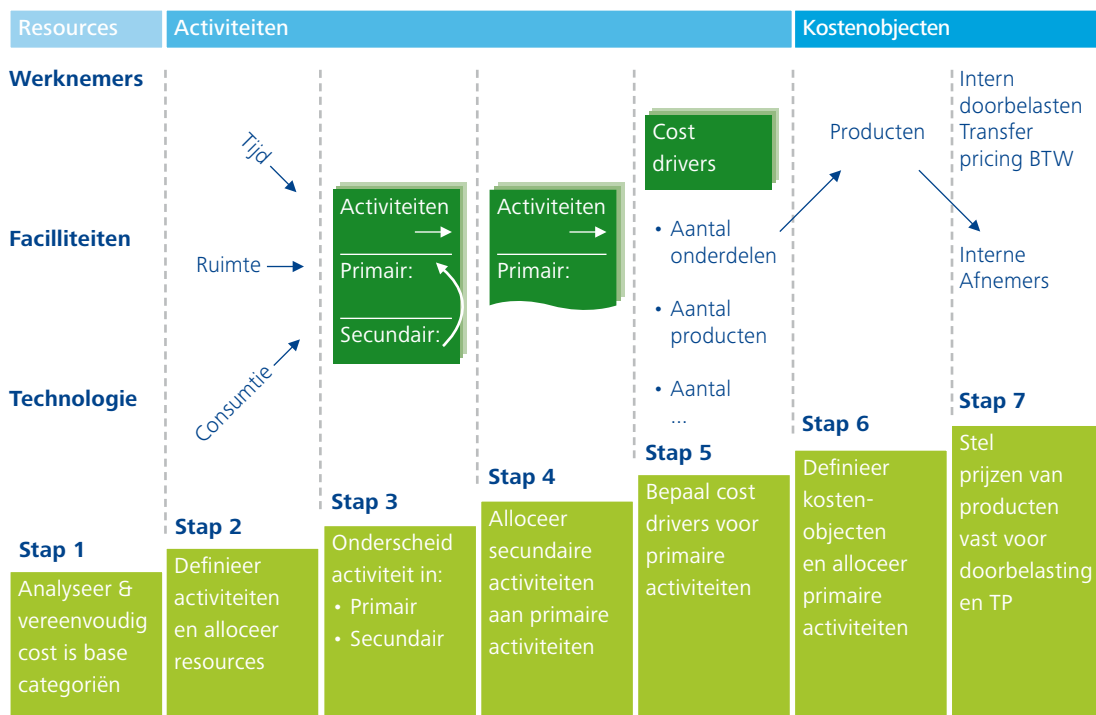 Resources
Activiteiten
Kostenobjecten
Werknemers
Facilliteiten
Technologie
Tijd
Ruimte
Consumtie
Activiteiten
Primair:
Secundair:
Activiteiten
Primair:
Cost
drivers
• Aantal
onderdelen
• Aantal
producten
• Aantal
...
Producten
Intern
doorbelasten
Transfer
pricing BTW
Interne
Afnemers
Stap 1
Analyseer &
vereenvoudig
cost is base
categoriën
Stap 2
Definieer
activiteiten
en alloceer
resources
Stap 3
Onderscheid
activiteit in:
• Primair
• Secundair
Stap 4
Alloceer
secundaire
activiteiten
aan primaire
activiteiten
Stap 5
Bepaal cost
drivers voor
primaire
activiteiten
Stap 6
Definieer
kosten-
objecten
en alloceer
primaire
activiteiten
Stap 7
Stel
prijzen van
producten
vast voor
doorbelasting
en TP